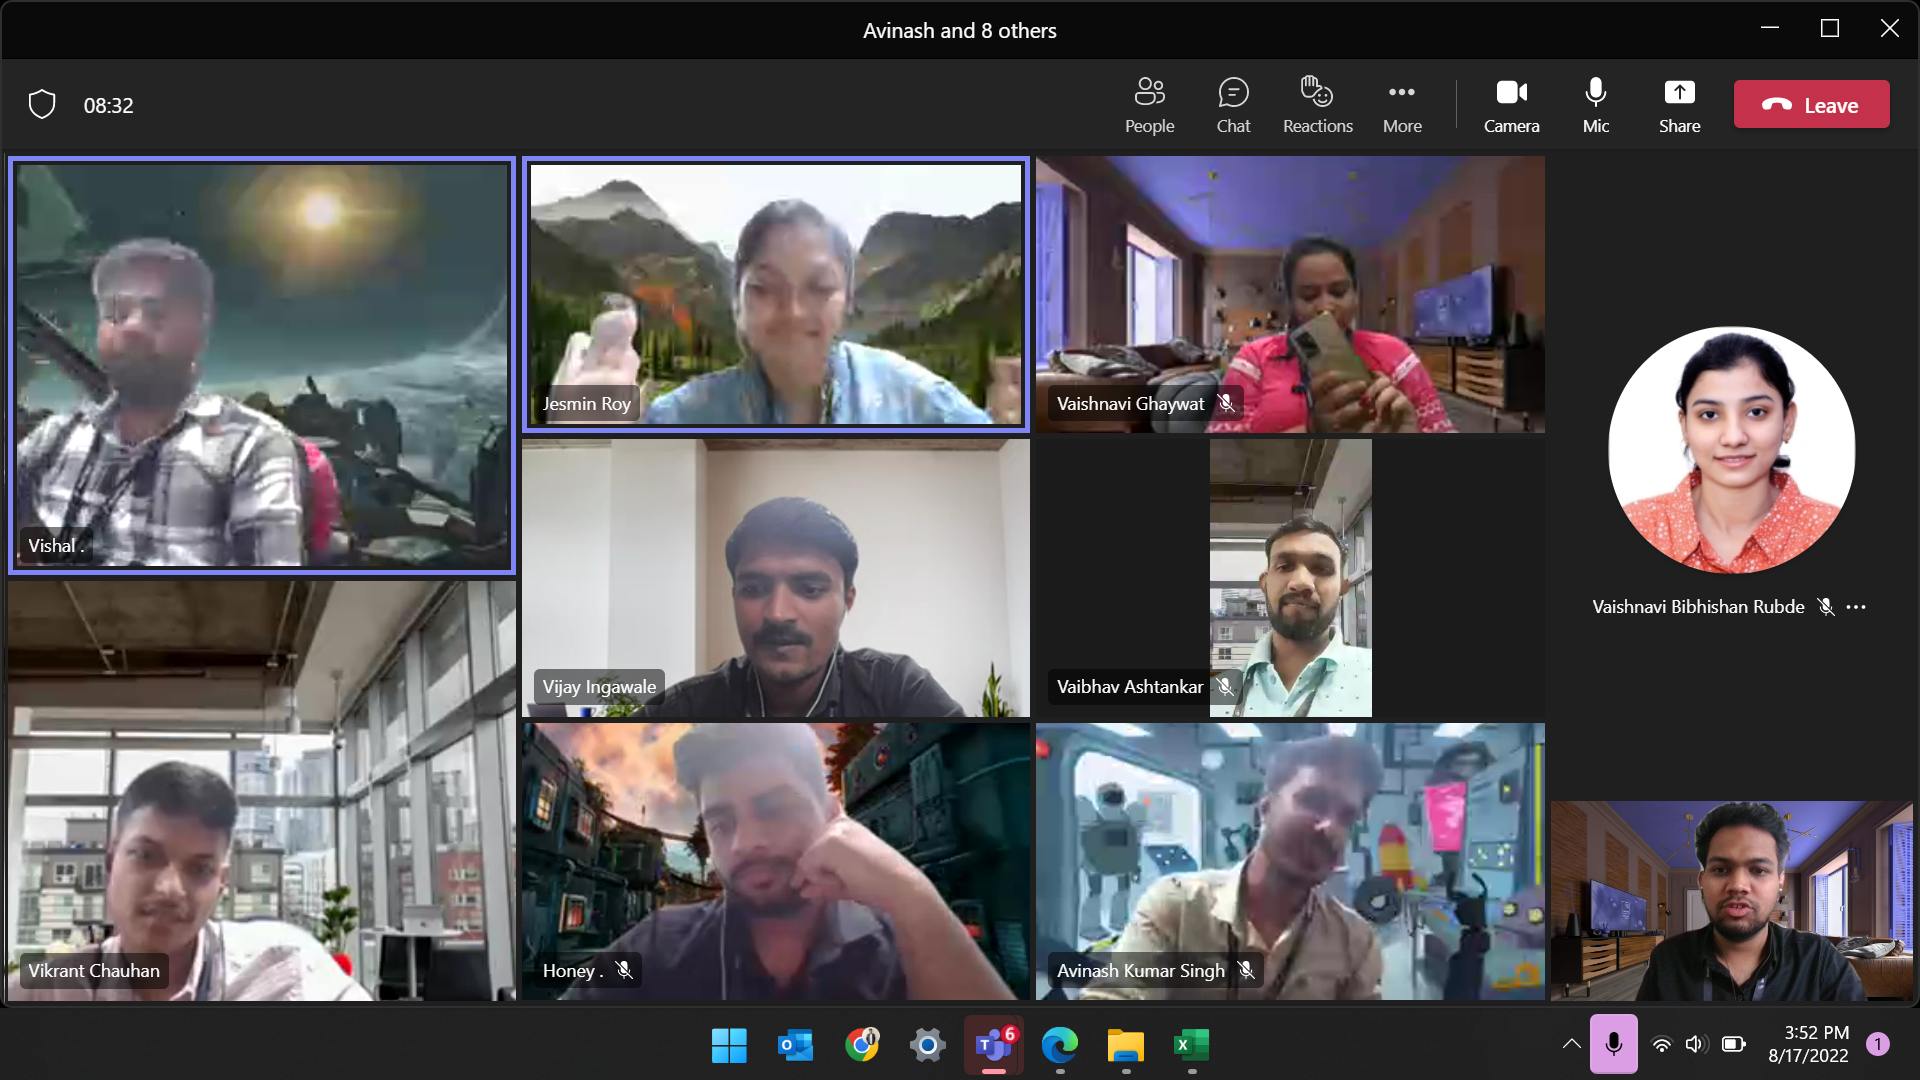 Avinash and 8 others
08:32
People
Chat
Reactions
More
Camera
Mic
Share
Leave
Vishal .
Jesmin Roy
Vaishnavi Ghaywat
Vaishnavi Bibhishan Rubde
Vijay Ingawale
Vaibhav Ashtankar
Vikrant Chauhan
Honey .
Avinash Kumar Singh
6
3:52 PM
8/17/2022
1